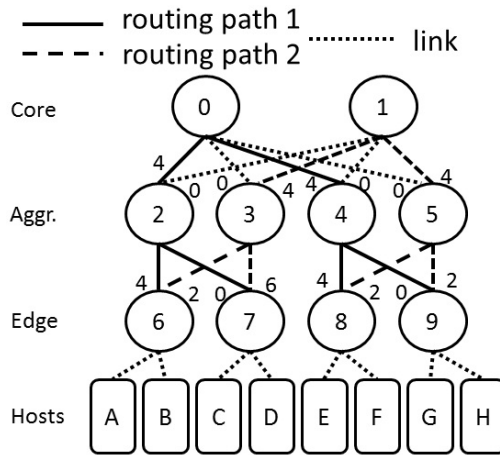 routing path 1
routing path 2
link
Core
0 1
4 0 0 4 4 0 0 4
Aggr.
2 3 4 5
4 2 0 6 4 2 0 2
Edge
6 7 8 9
Hosts
A B C D E F G H